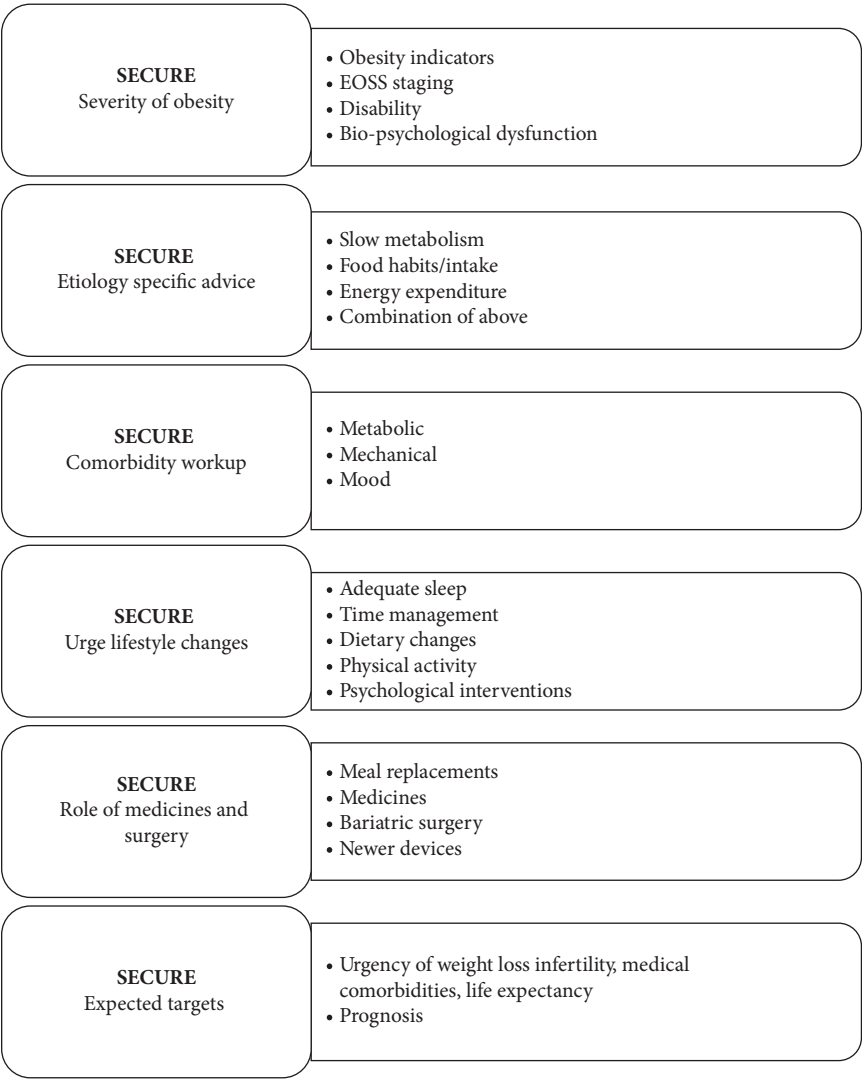 SECURE
Severity of obesity
• Obesity indicators
• EOSS staging
• Disability
• Bio-psychological dysfunction
SECURE
Etiology specific advice
• Slow metabolism
• Food habits/intake
• Energy expenditure
• Combination of above
SECURE
Comorbidity workup
• Metabolic
• Mechanical
• Mood
SECURE
Urge lifestyle changes
• Adequate sleep
• Time management
• Dietary changes
• Physical activity
• Psychological interventions
SECURE
Role of medicines and
surgery
• Meal replacements
• Medicines
• Bariatric surgery
• Newer devices
SECURE
Expected targets
• Urgency of weight loss infertility, medical
comorbidities, life expectancy
• Prognosis